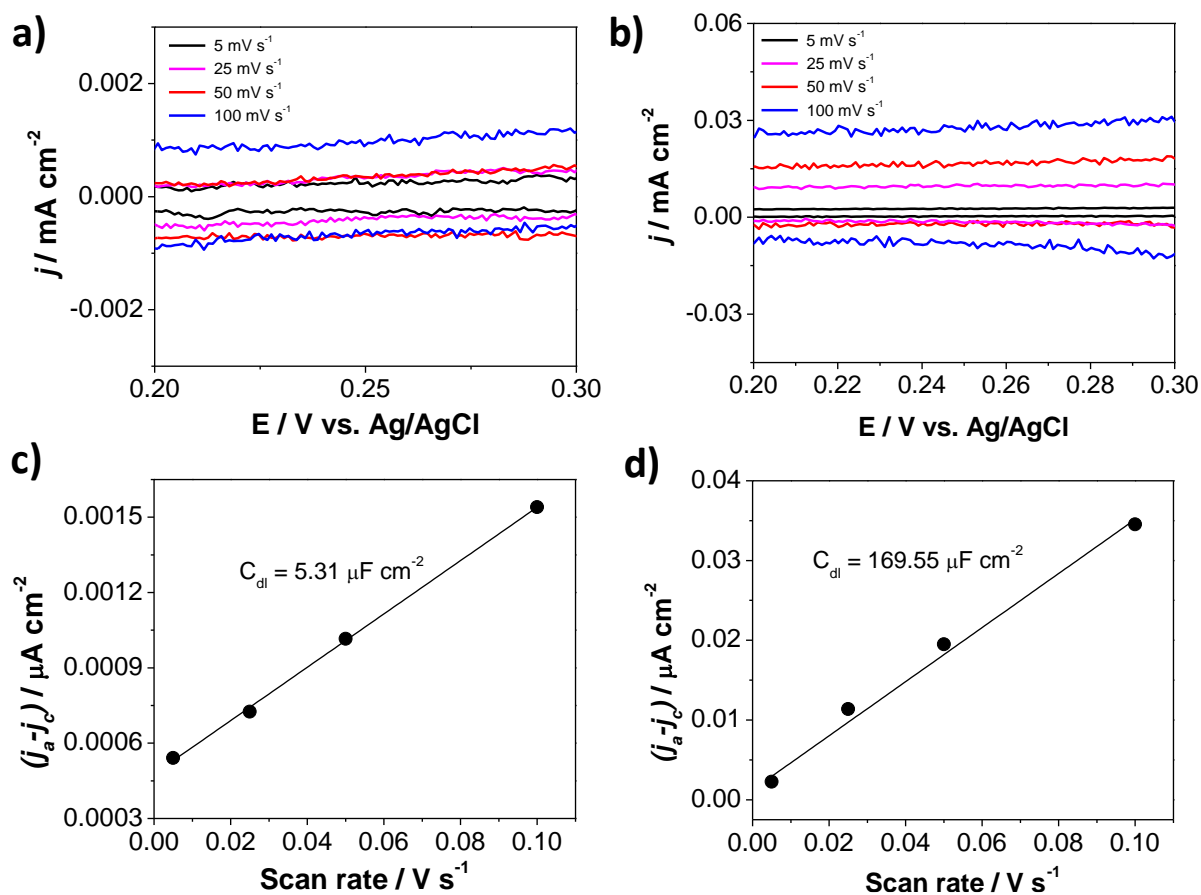 a)
5 mV s⁻¹
25 mV s⁻¹
50 mV s⁻¹
100 mV s⁻¹
0.002
0.000
-0.002
j / mA cm⁻²
0.20
0.25
0.30
E / V vs. Ag/AgCl
b)
5 mV s⁻¹
25 mV s⁻¹
50 mV s⁻¹
100 mV s⁻¹
0.06
0.03
0.00
-0.03
j / mA cm⁻²
0.20
0.22
0.24
0.26
0.28
0.30
E / V vs. Ag/AgCl
c)
0.0015
0.0012
0.0009
0.0006
0.0003
(jₐ-j_c) / μA cm⁻²
C_dl = 5.31 μF cm⁻²
0.00
0.02
0.04
0.06
0.08
0.10
Scan rate / V s⁻¹
d)
0.04
0.03
0.02
0.01
0.00
(jₐ-j_c) / μA cm⁻²
C_dl = 169.55 μF cm⁻²
0.00
0.02
0.04
0.06
0.08
0.10
Scan rate / V s⁻¹